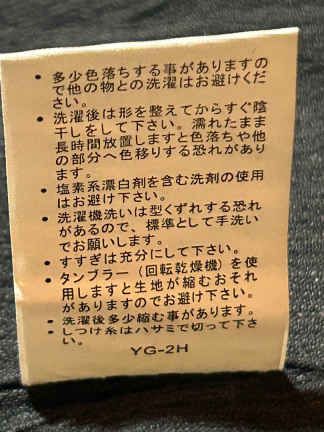 • 多少色落ちする事がありますの
で他の物との洗濯はお避けくだ
さい。
• 洗濯後は形を整えてからすぐ陰
干しをして下さい。濡れたまま
長時間放置しますと色落ちや他
の部分へ色移りする恐れがあり
ます。
• 塩素系漂白剤を含む洗剤の使用
はお避け下さい。
• 洗濯機洗いは型くずれする恐れ
があるので、標準として手洗い
でお願いします。
• すすぎは充分にして下さい。
• タンブラー（回転乾燥機）を使
用しますと生地が縮むおそれ
がありますのでお避け下さい。
• 洗濯後多少縮む事があります。
• しつけ糸はハサミで切って下さ
い。
YG-2H